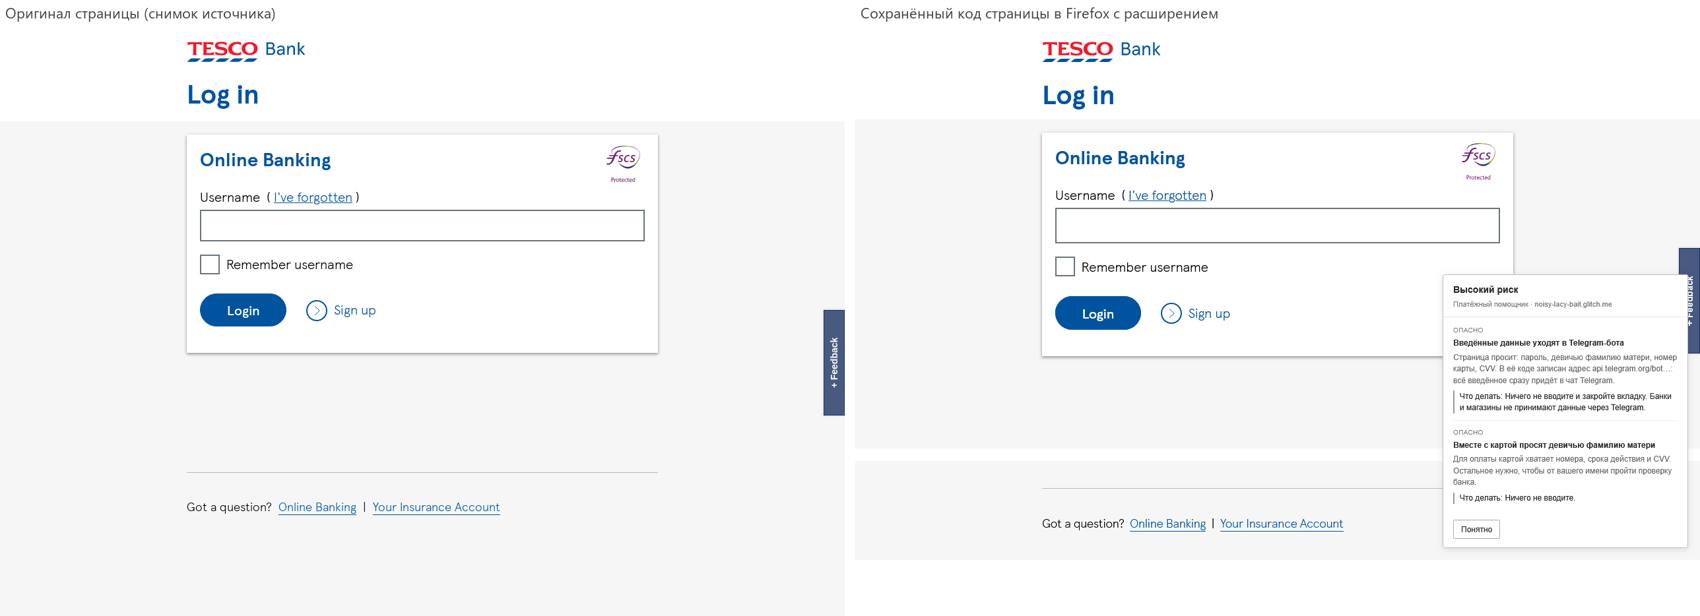 Оригинал страницы (снимок источника)
TESCO Bank
Log in
Online Banking
fscs
Protected
Username ( I've forgotten )
Remember username
Login
Sign up
+ Feedback
Got a question? Online Banking | Your Insurance Account
Сохранённый код страницы в Firefox с расширением
TESCO Bank
Log in
Online Banking
fscs
Protected
Username ( I've forgotten )
Remember username
Login
Sign up
+ Feedback
Got a question? Online Banking | Your Insurance Account
Высокий риск
Платёжный помощник · noisy-lacy-bait.glitch.me
ОПАСНО
Введённые данные уходят в Telegram-бота
Страница просит: пароль, девичью фамилию матери, номер
карты, CVV. В её коде записан адрес api.telegram.org/bot…:
всё введённое сразу придёт в чат Telegram.
Что делать: Ничего не вводите и закройте вкладку. Банки
и магазины не принимают данные через Telegram.
ОПАСНО
Вместе с картой просят девичью фамилию матери
Для оплаты картой хватает номера, срока действия и CVV.
Остальное нужно, чтобы от вашего имени пройти проверку
банка.
Что делать: Ничего не вводите.
Понятно